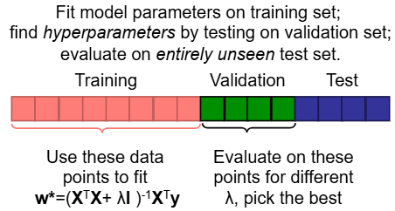 Fit model parameters on training set;
find hyperparameters by testing on validation set;
evaluate on entirely unseen test set.
Training Validation Test
Use these data
points to fit
w*=(XᵀX+ λI )⁻¹Xᵀy
Evaluate on these
points for different
λ, pick the best